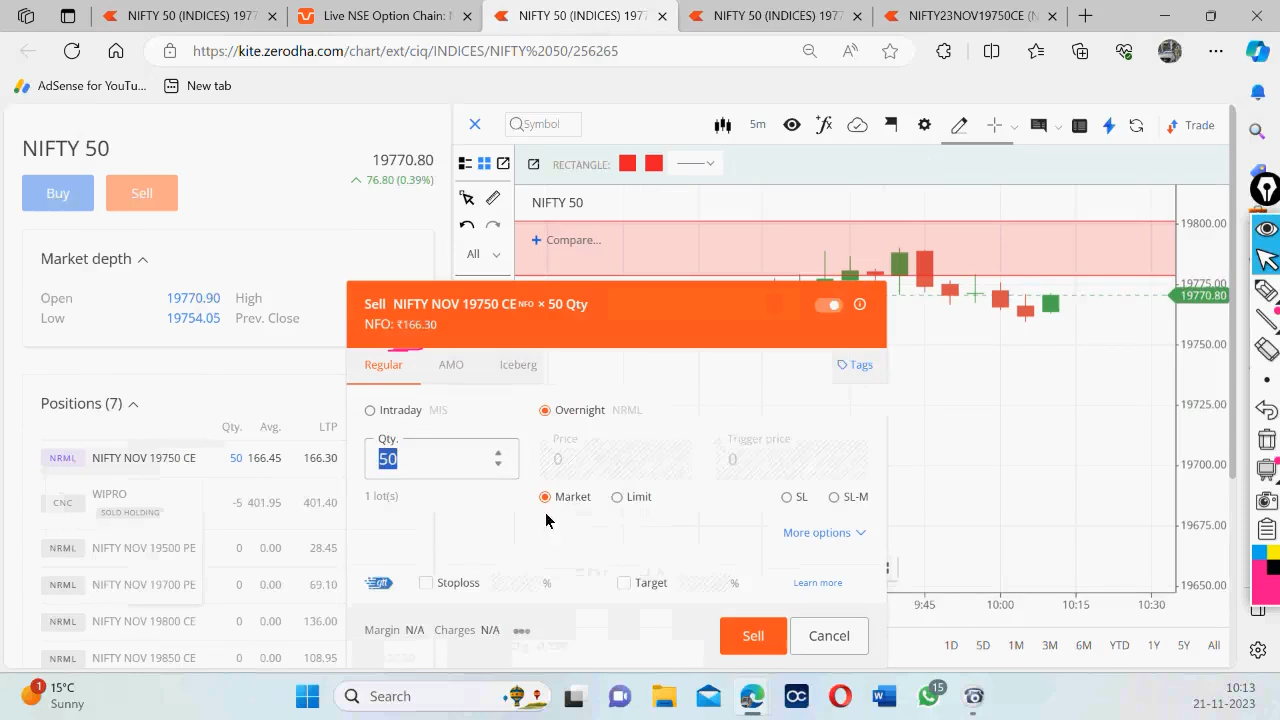 NIFTY 50 (INDICES) 197
Live NSE Option Chain: N
NIFTY 50 (INDICES) 197
NIFTY 50 (INDICES) 197
NIFTY23NOV19750CE (N
https://kite.zerodha.com/chart/ext/ciq/INDICES/NIFTY%2050/256265
AdSense for YouTu...
New tab
NIFTY 50
19770.80
76.80 (0.39%)
Buy
Sell
Market depth
Open 19770.90 High
Low 19754.05 Prev. Close
Positions (7)
Qty. Avg. LTP
NRML NIFTY NOV 19750 CE 50 166.45 166.30
CNC WIPRO -5 401.95 401.40
SOLD HOLDING
NRML NIFTY NOV 19500 PE 0 0.00 28.45
NRML NIFTY NOV 19700 PE 0 0.00 69.10
NRML NIFTY NOV 19800 CE 0 0.00 136.00
NRML NIFTY NOV 19850 CE 0 0.00 108.95
Symbol
5m
Trade
RECTANGLE:
NIFTY 50
Compare...
All
19800.00
19775.00
19770.80
19750.00
19725.00
19700.00
19675.00
19650.00
9:45 10:00 10:15 10:30
1D 5D 1M 3M 6M YTD 1Y 5Y All
Sell NIFTY NOV 19750 CE NFO × 50 Qty
NFO: ₹166.30
Regular AMO Iceberg
Tags
Intraday MIS
Overnight NRML
Qty.
50
Price
0
Trigger price
0
1 lot(s)
Market Limit
SL SL-M
More options
gtt
Stoploss %
Target %
Learn more
Margin N/A Charges N/A
Sell
Cancel
1
15°C
Sunny
Search
15
10:13
21-11-2023